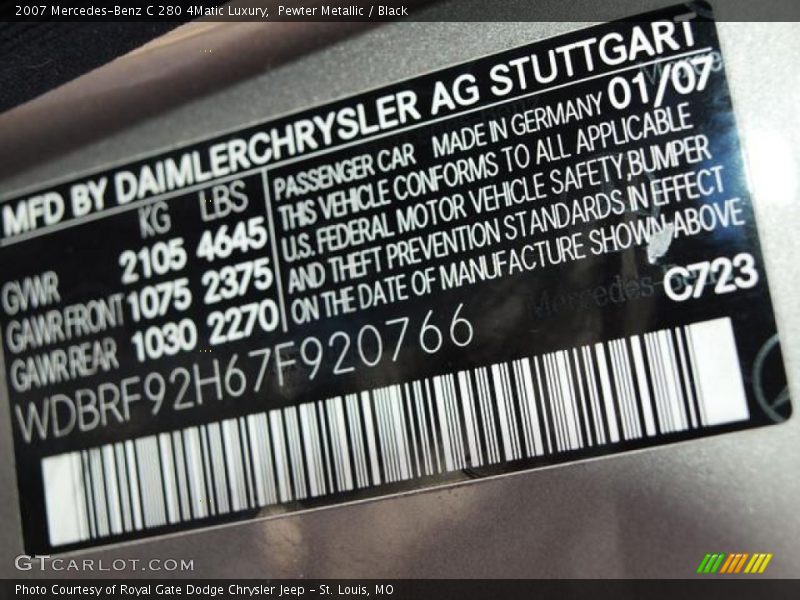 2007 Mercedes-Benz C 280 4Matic Luxury,  Pewter Metallic / Black
MFD BY DAIMLERCHRYSLER AG STUTTGART
KG LBS
GVWR 2105 4645
GAWR FRONT 1075 2375
GAWR REAR 1030 2270
PASSENGER CAR MADE IN GERMANY 01/07
THIS VEHICLE CONFORMS TO ALL APPLICABLE
U.S. FEDERAL MOTOR VEHICLE SAFETY,BUMPER
AND THEFT PREVENTION STANDARDS IN EFFECT
ON THE DATE OF MANUFACTURE SHOWN ABOVE
C723
WDBRF92H67F920766
GTCARLOT.COM
Photo Courtesy of Royal Gate Dodge Chrysler Jeep - St. Louis, MO